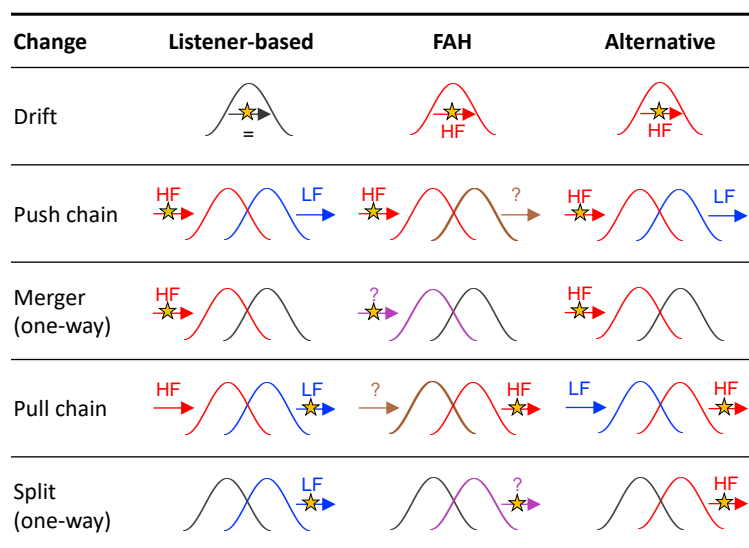 Change Listener-based FAH Alternative
Drift = HF HF
Push chain HF LF HF ? HF LF
Merger HF ? HF
(one-way)
Pull chain HF LF ? HF LF HF
Split LF ? HF
(one-way)